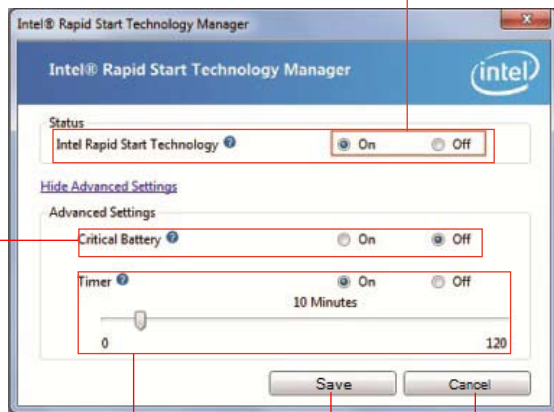 Intel® Rapid Start Technology Manager
Intel® Rapid Start Technology Manager
intel
Status
Intel Rapid Start Technology ? On Off
Hide Advanced Settings
Advanced Settings
Critical Battery ? On Off
Timer ? On Off
10 Minutes
0 120
Save Cancel